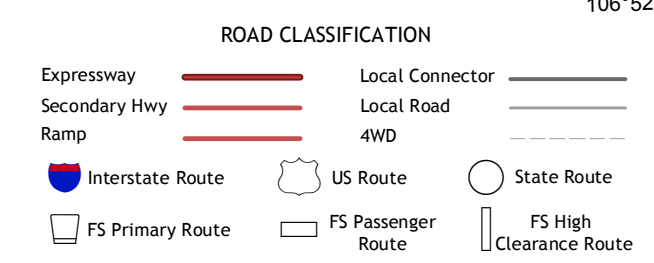 106°52
ROAD CLASSIFICATION
Expressway
Local Connector
Secondary Hwy
Local Road
Ramp
4WD
Interstate Route
US Route
State Route
FS Primary Route
FS Passenger
Route
FS High
Clearance Route